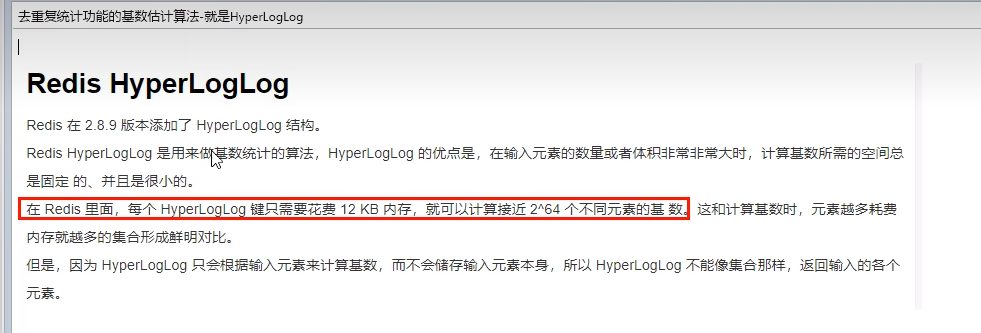 去重复统计功能的基数估计算法-就是HyperLogLog
Redis HyperLogLog
Redis 在 2.8.9 版本添加了 HyperLogLog 结构。
Redis HyperLogLog 是用来做基数统计的算法，HyperLogLog 的优点是，在输入元素的数量或者体积非常非常大时，计算基数所需的空间总
是固定 的、并且是很小的。
在 Redis 里面，每个 HyperLogLog 键只需要花费 12 KB 内存，就可以计算接近 2^64 个不同元素的基 数。这和计算基数时，元素越多耗费
内存就越多的集合形成鲜明对比。
但是，因为 HyperLogLog 只会根据输入元素来计算基数，而不会储存输入元素本身，所以 HyperLogLog 不能像集合那样，返回输入的各个
元素。